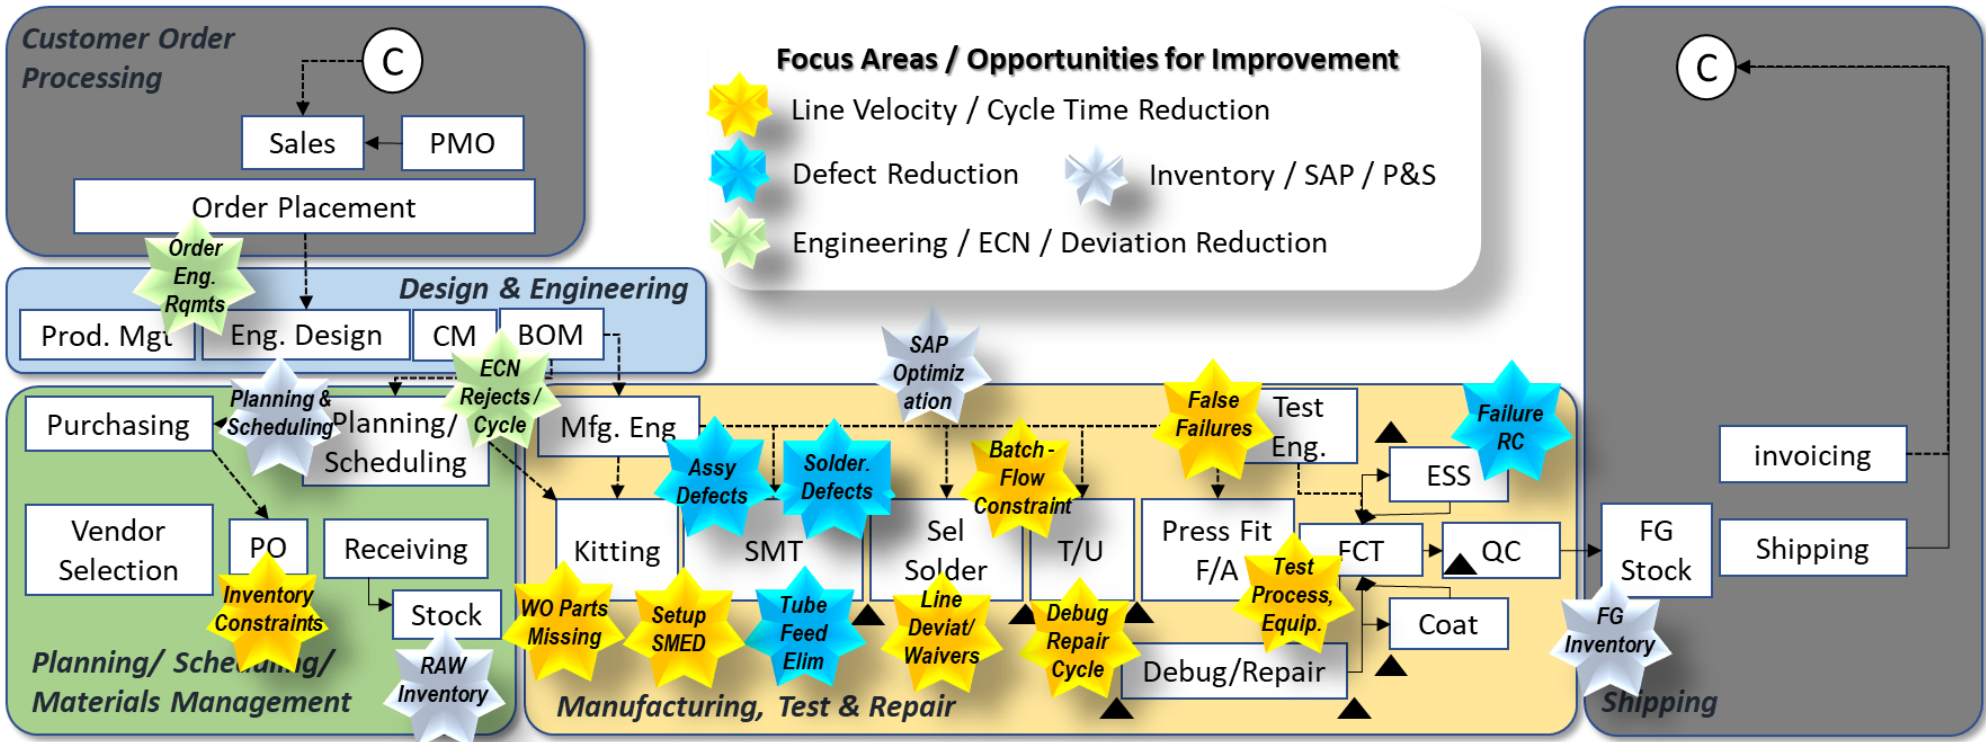 Customer Order
Processing
C
Sales
PMO
Order Placement
Order
Eng.
Rqmts
Focus Areas / Opportunities for Improvement
Line Velocity / Cycle Time Reduction
Defect Reduction
Inventory / SAP / P&S
Engineering / ECN / Deviation Reduction
C
Design & Engineering
Prod. Mgt
Eng. Design
CM
BOM
ECN
Rejects /
Cycle
SAP
Optimiz
ation
Purchasing
Planning &
Scheduling
Planning/
Scheduling
Vendor
Selection
PO
Receiving
Stock
Inventory
Constraints
RAW
Inventory
Planning/ Scheduling/
Materials Management
Mfg. Eng
Assy
Defects
Solder.
Defects
Batch -
Flow
Constraint
False
Failures
Test
Eng.
Failure
RC
ESS
Kitting
SMT
Sel
Solder
T/U
Press Fit
F/A
FCT
QC
WO Parts
Missing
Setup
SMED
Tube
Feed
Elim
Line
Deviat/
Waivers
Debug
Repair
Cycle
Test
Process,
Equip.
Coat
Debug/Repair
Manufacturing, Test & Repair
invoicing
FG
Stock
Shipping
FG
Inventory
Shipping